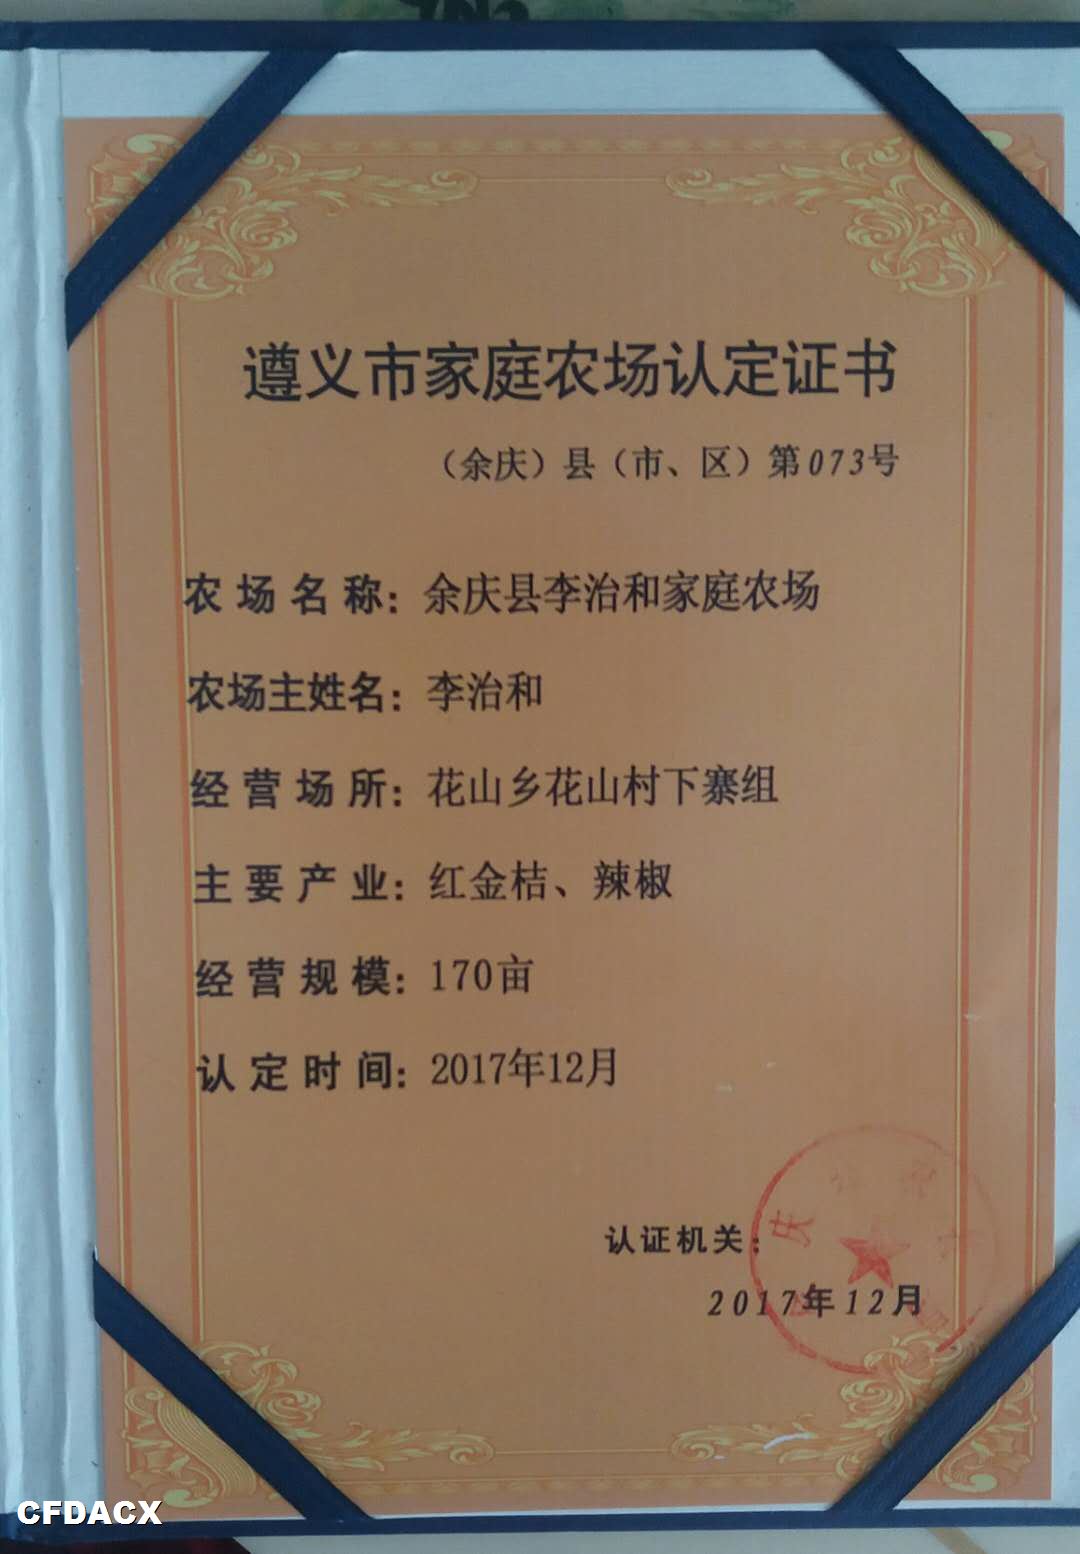 遵义市家庭农场认定证书
（余庆）县（市、区）第073号
农场名称：余庆县李治和家庭农场
农场主姓名：李治和
经营场所：花山乡花山村下寨组
主要产业：红金桔、辣椒
经营规模：170亩
认定时间：2017年12月
认证机关：
2017年12月
CFDACX